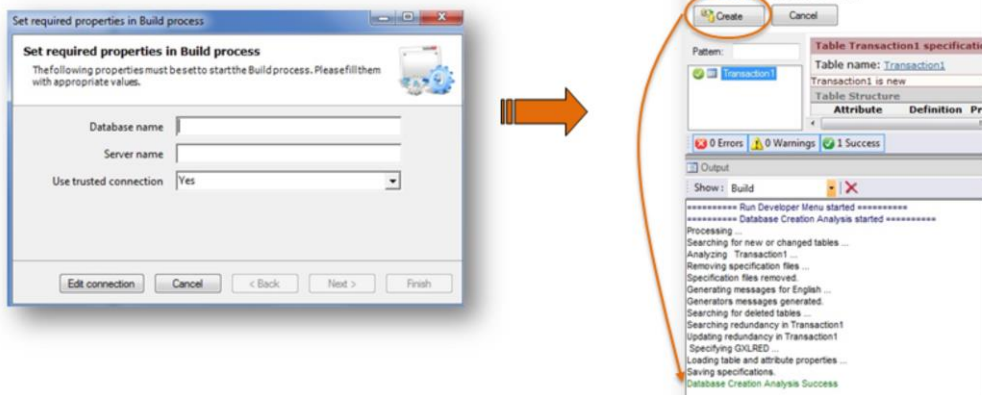 Set required properties in Build process
Set required properties in Build process
Thefollowing properties must besetto startthe Build process. Pleasefillthem
with appropriate values.
Database name
Server name
Use trusted connection Yes
Edit connection Cancel < Back Next > Finish
Create Cancel
Pattern:
Transaction1
Table Transaction1 specificati
Table name: Transaction1
Transaction1 is new
Table Structure
Attribute Definition Pr
0 Errors 0 Warnings 1 Success
Output
Show: Build
========== Run Developer Menu started ==========
========== Database Creation Analysis started ==========
Processing ...
Searching for new or changed tables ...
Analyzing Transaction1 ...
Removing specification files ...
Specification files removed.
Generating messages for English ...
Generators messages generated.
Searching for deleted tables ...
Searching redundancy in Transaction1
Updating redundancy in Transaction1
Specifying GXLRED ...
Loading table and attribute properties ...
Saving specifications.
Database Creation Analysis Success